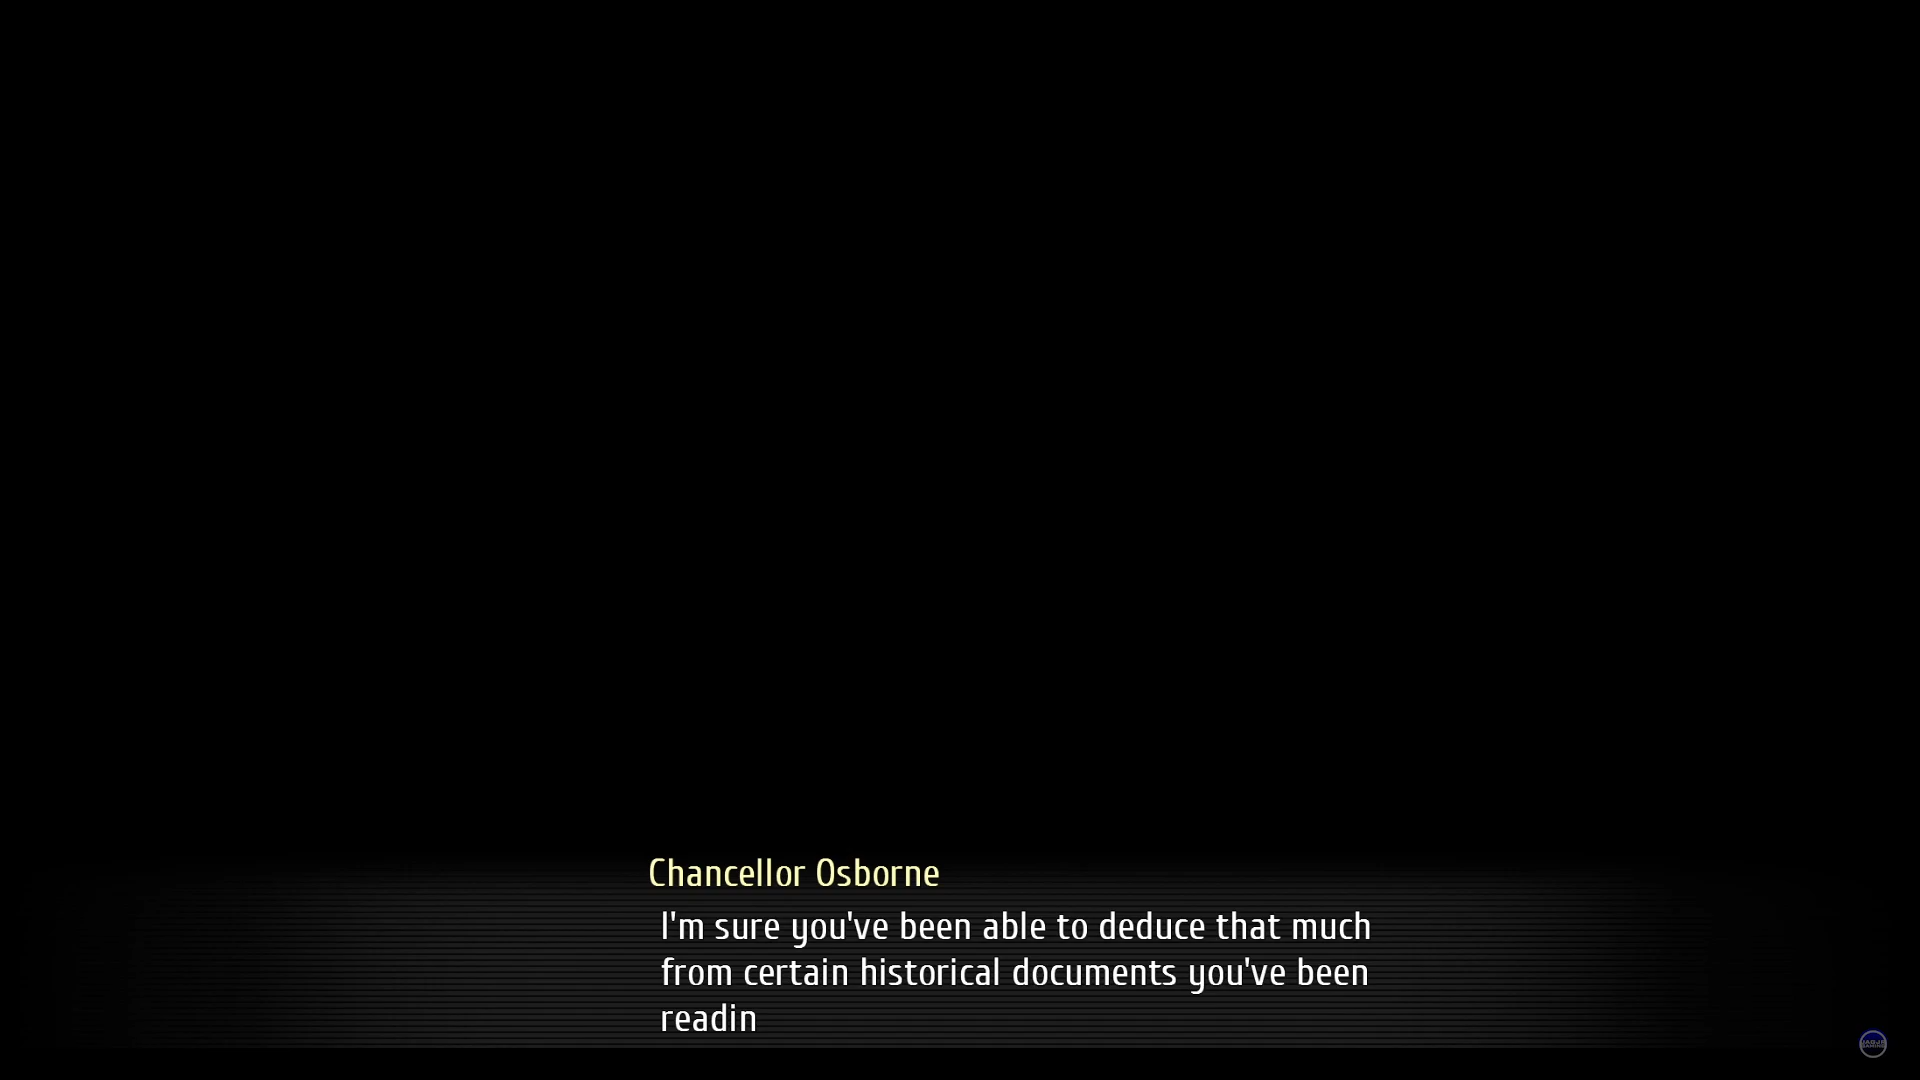 Chancellor Osborne
I'm sure you've been able to deduce that much
from certain historical documents you've been
readin